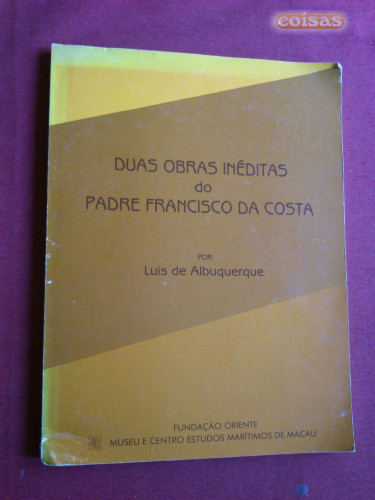 coisas
DUAS OBRAS INÉDITAS
do
PADRE FRANCISCO DA COSTA
POR
Luis de Albuquerque
FUNDAÇÃO ORIENTE
MUSEU E CENTRO ESTUDOS MARÍTIMOS DE MACAU